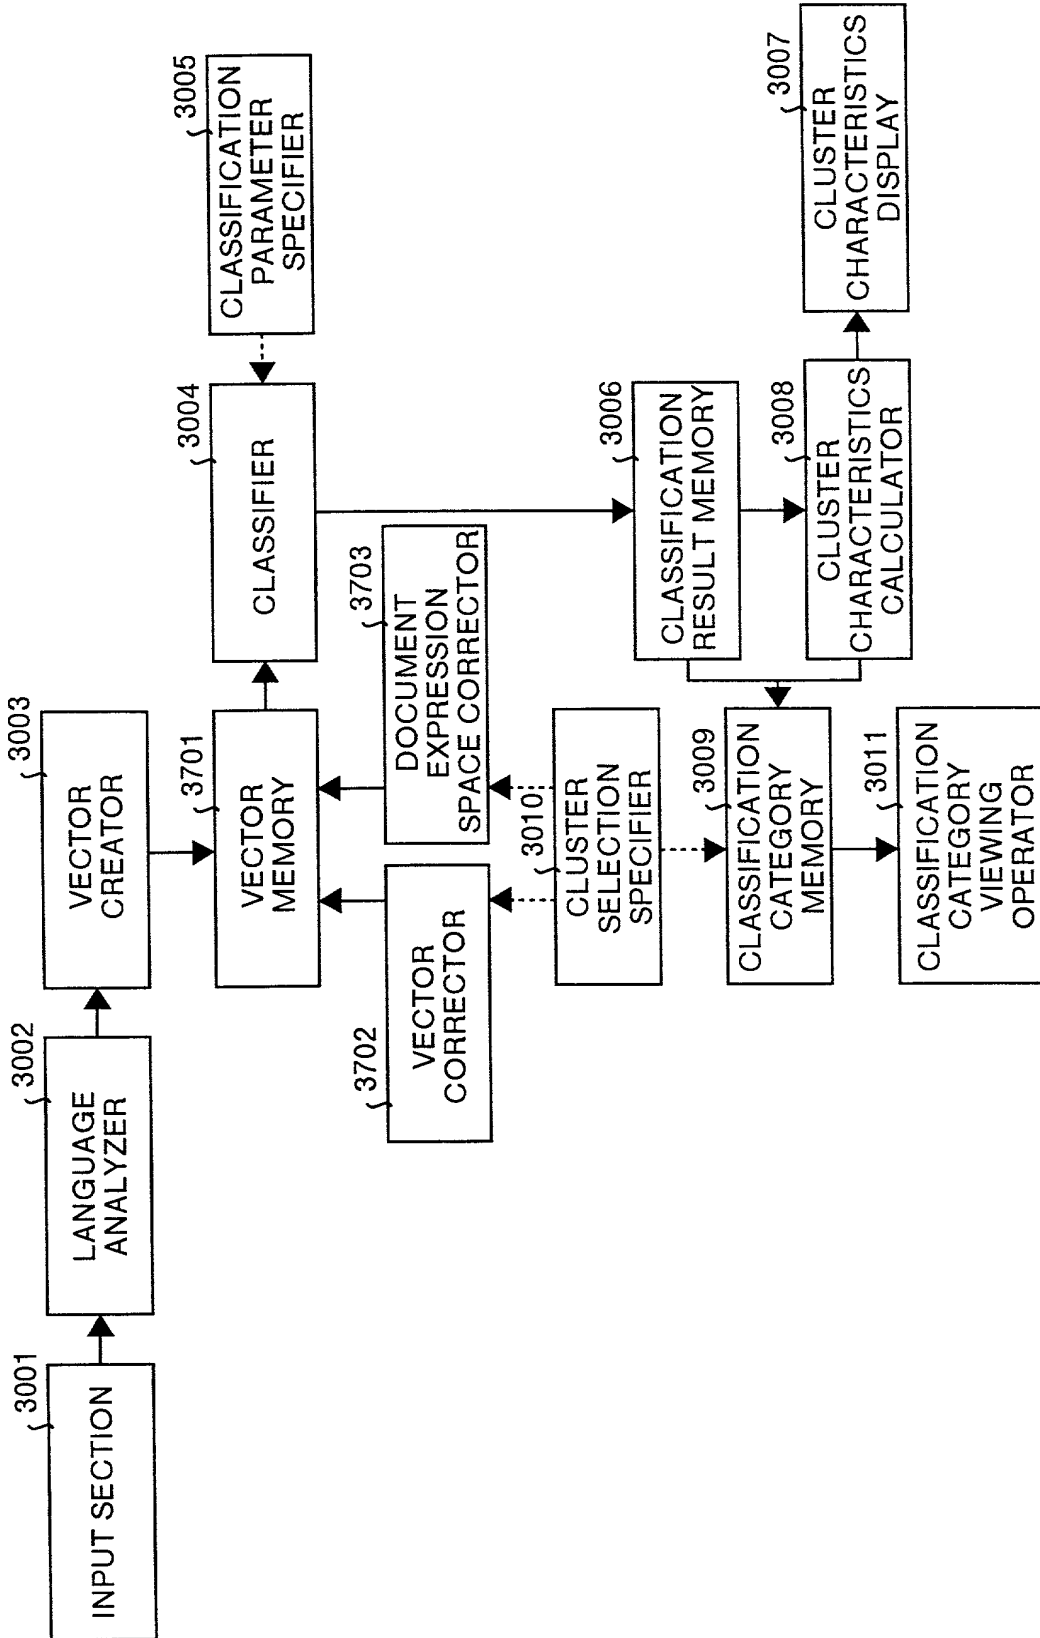 3001
INPUT SECTION
3002
LANGUAGE
ANALYZER
3003
VECTOR
CREATOR
3701
VECTOR
MEMORY
3004
CLASSIFIER
3005
CLASSIFICATION
PARAMETER
SPECIFIER
3702
VECTOR
CORRECTOR
3703
DOCUMENT
EXPRESSION
SPACE CORRECTOR
3010
CLUSTER
SELECTION
SPECIFIER
3006
CLASSIFICATION
RESULT MEMORY
3009
CLASSIFICATION
CATEGORY
MEMORY
3008
CLUSTER
CHARACTERISTICS
CALCULATOR
3007
CLUSTER
CHARACTERISTICS
DISPLAY
3011
CLASSIFICATION
CATEGORY
VIEWING
OPERATOR